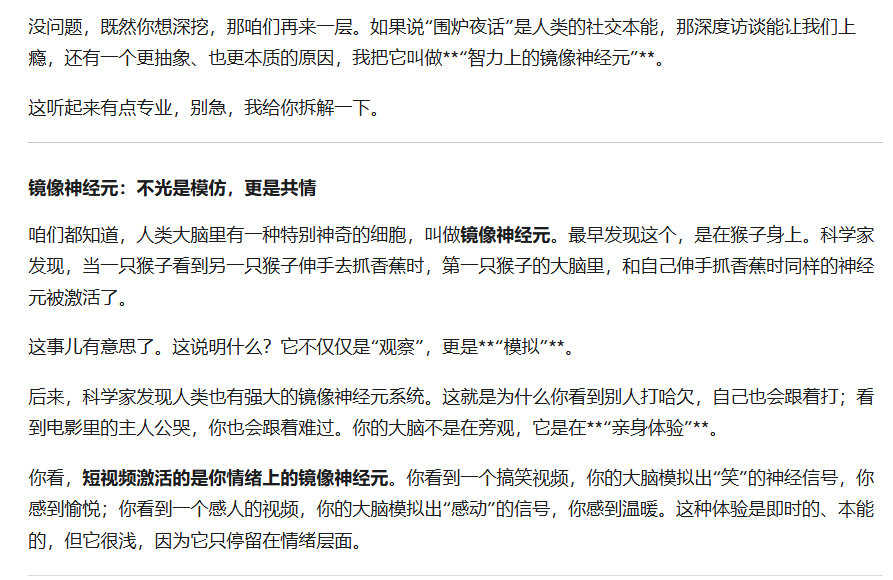 没问题，既然你想深挖，那咱们再来一层。如果说“围炉夜话”是人类的社交本能，那深度访谈能让我们上
瘾，还有一个更抽象、也更本质的原因，我把它叫做**“智力上的镜像神经元”**。
这听起来有点专业，别急，我给你拆解一下。
镜像神经元：不光是模仿，更是共情
咱们都知道，人类大脑里有一种特别神奇的细胞，叫做镜像神经元。最早发现这个，是在猴子身上。科学家
发现，当一只猴子看到另一只猴子伸手去抓香蕉时，第一只猴子的大脑里，和自己伸手抓香蕉时同样的神经
元被激活了。
这事儿有意思了。这说明什么？它不仅仅是“观察”，更是**“模拟”**。
后来，科学家发现人类也有强大的镜像神经元系统。这就是为什么你看到别人打哈欠，自己也会跟着打；看
到电影里的主人公哭，你也会跟着难过。你的大脑不是在旁观，它是在**“亲身体验”**。
你看，短视频激活的是你情绪上的镜像神经元。你看到一个搞笑视频，你的大脑模拟出“笑”的神经信号，你
感到愉悦；你看到一个感人的视频，你的大脑模拟出“感动”的信号，你感到温暖。这种体验是即时的、本能
的，但它很浅，因为它只停留在情绪层面。